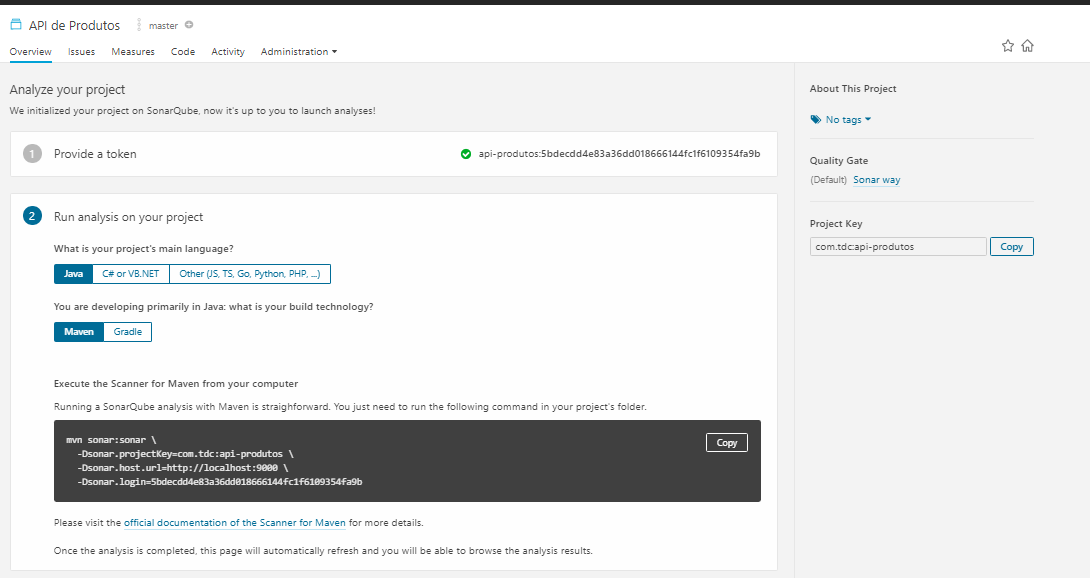 API de Produtos master
Overview Issues Measures Code Activity Administration
Analyze your project
We initialized your project on SonarQube, now it's up to you to launch analyses!
1 Provide a token api-produtos:5bdecdd4e83a36dd018666144fc1f6109354fa9b
2 Run analysis on your project
What is your project's main language?
Java C# or VB.NET Other (JS, TS, Go, Python, PHP, ...)
You are developing primarily in Java: what is your build technology?
Maven Gradle
Execute the Scanner for Maven from your computer
Running a SonarQube analysis with Maven is straighforward. You just need to run the following command in your project's folder.
Copy
mvn sonar:sonar \
-Dsonar.projectKey=com.tdc:api-produtos \
-Dsonar.host.url=http://localhost:9000 \
-Dsonar.login=5bdecdd4e83a36dd018666144fc1f6109354fa9b
Please visit the official documentation of the Scanner for Maven for more details.
Once the analysis is completed, this page will automatically refresh and you will be able to browse the analysis results.
About This Project
No tags
Quality Gate
(Default) Sonar way
Project Key
com.tdc:api-produtos Copy